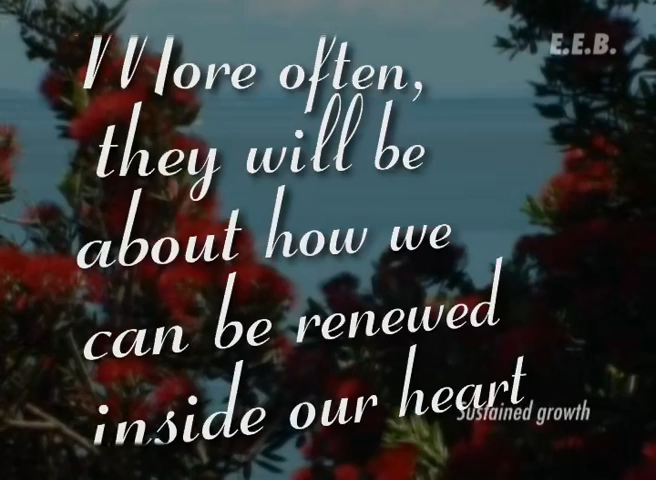 E.E.B.
More often,
they will be
about how we
can be renewed
inside our heart
Sustained growth